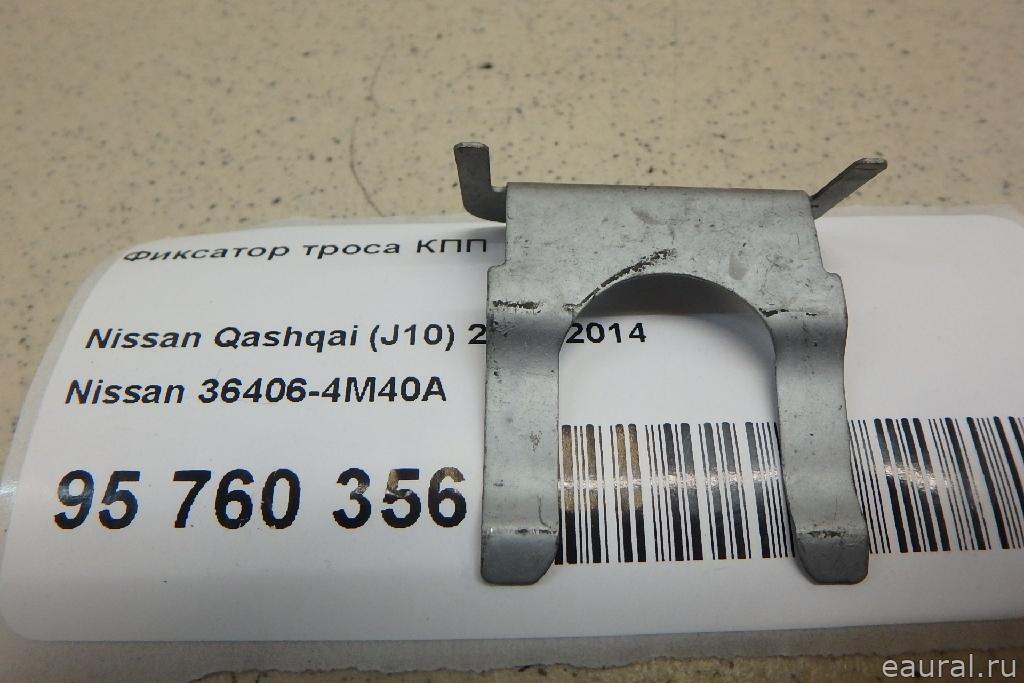 Фиксатор троса КПП
Nissan Qashqai (J10) 2 2014
Nissan 36406-4M40A
95 760 356
eaural.ru